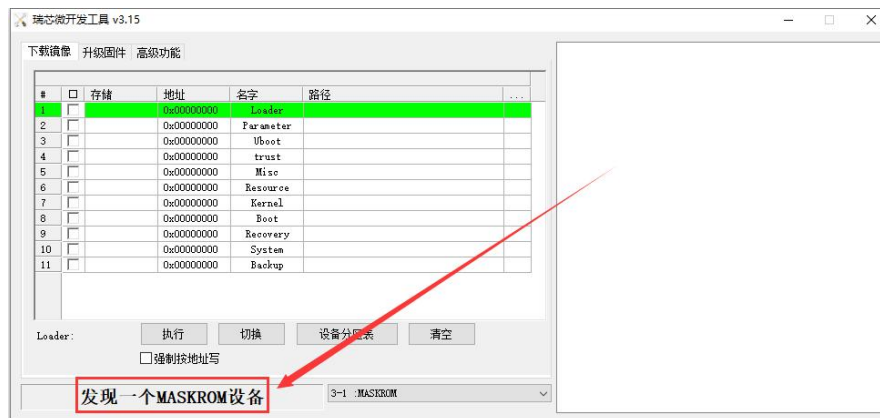 瑞芯微开发工具 v3.15
下载镜像 升级固件 高级功能
# 存储 地址 名字 路径 ...
1 0x00000000 Loader
2 0x00000000 Parameter
3 0x00000000 Uboot
4 0x00000000 trust
5 0x00000000 Misc
6 0x00000000 Resource
7 0x00000000 Kernel
8 0x00000000 Boot
9 0x00000000 Recovery
10 0x00000000 System
11 0x00000000 Backup
Loader: 执行 切换 设备分区表 清空
强制按地址写
发现一个MASKROM设备 3-1 :MASKROM